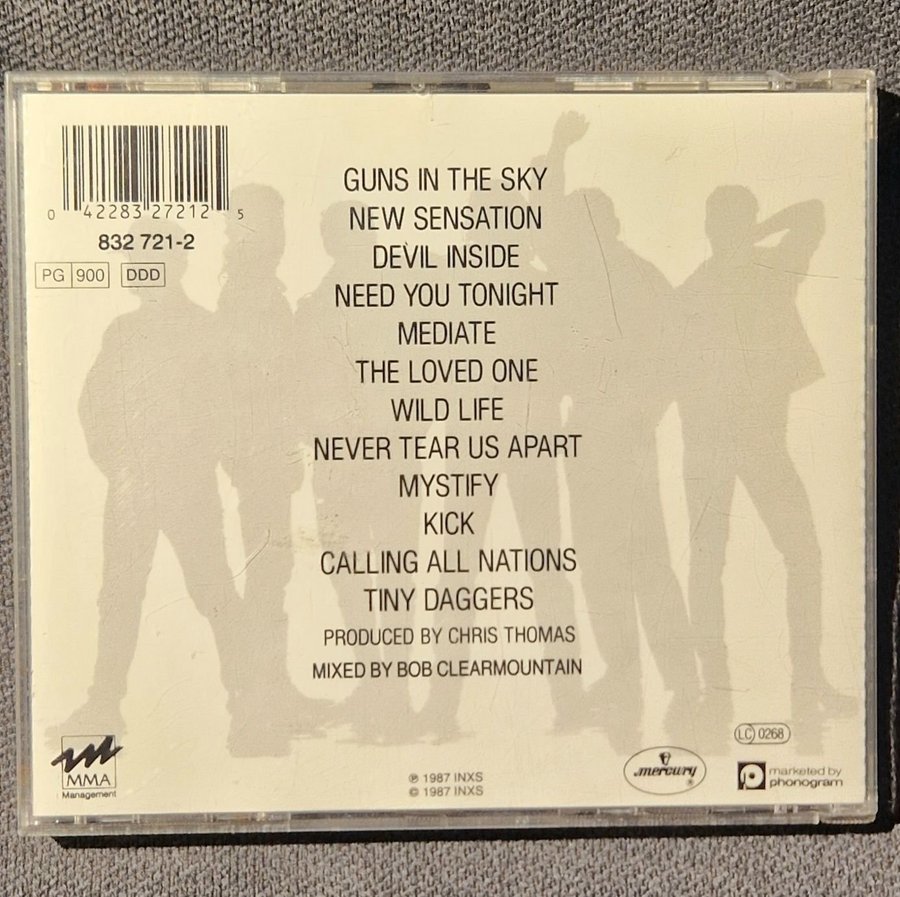 0 42283 27212 5
832 721-2
PG 900 DDD
GUNS IN THE SKY
NEW SENSATION
DEVIL INSIDE
NEED YOU TONIGHT
MEDIATE
THE LOVED ONE
WILD LIFE
NEVER TEAR US APART
MYSTIFY
KICK
CALLING ALL NATIONS
TINY DAGGERS
PRODUCED BY CHRIS THOMAS
MIXED BY BOB CLEARMOUNTAIN
MMA
Management
℗ 1987 INXS
© 1987 INXS
mercury ®
LC 0268
marketed by
phonogram